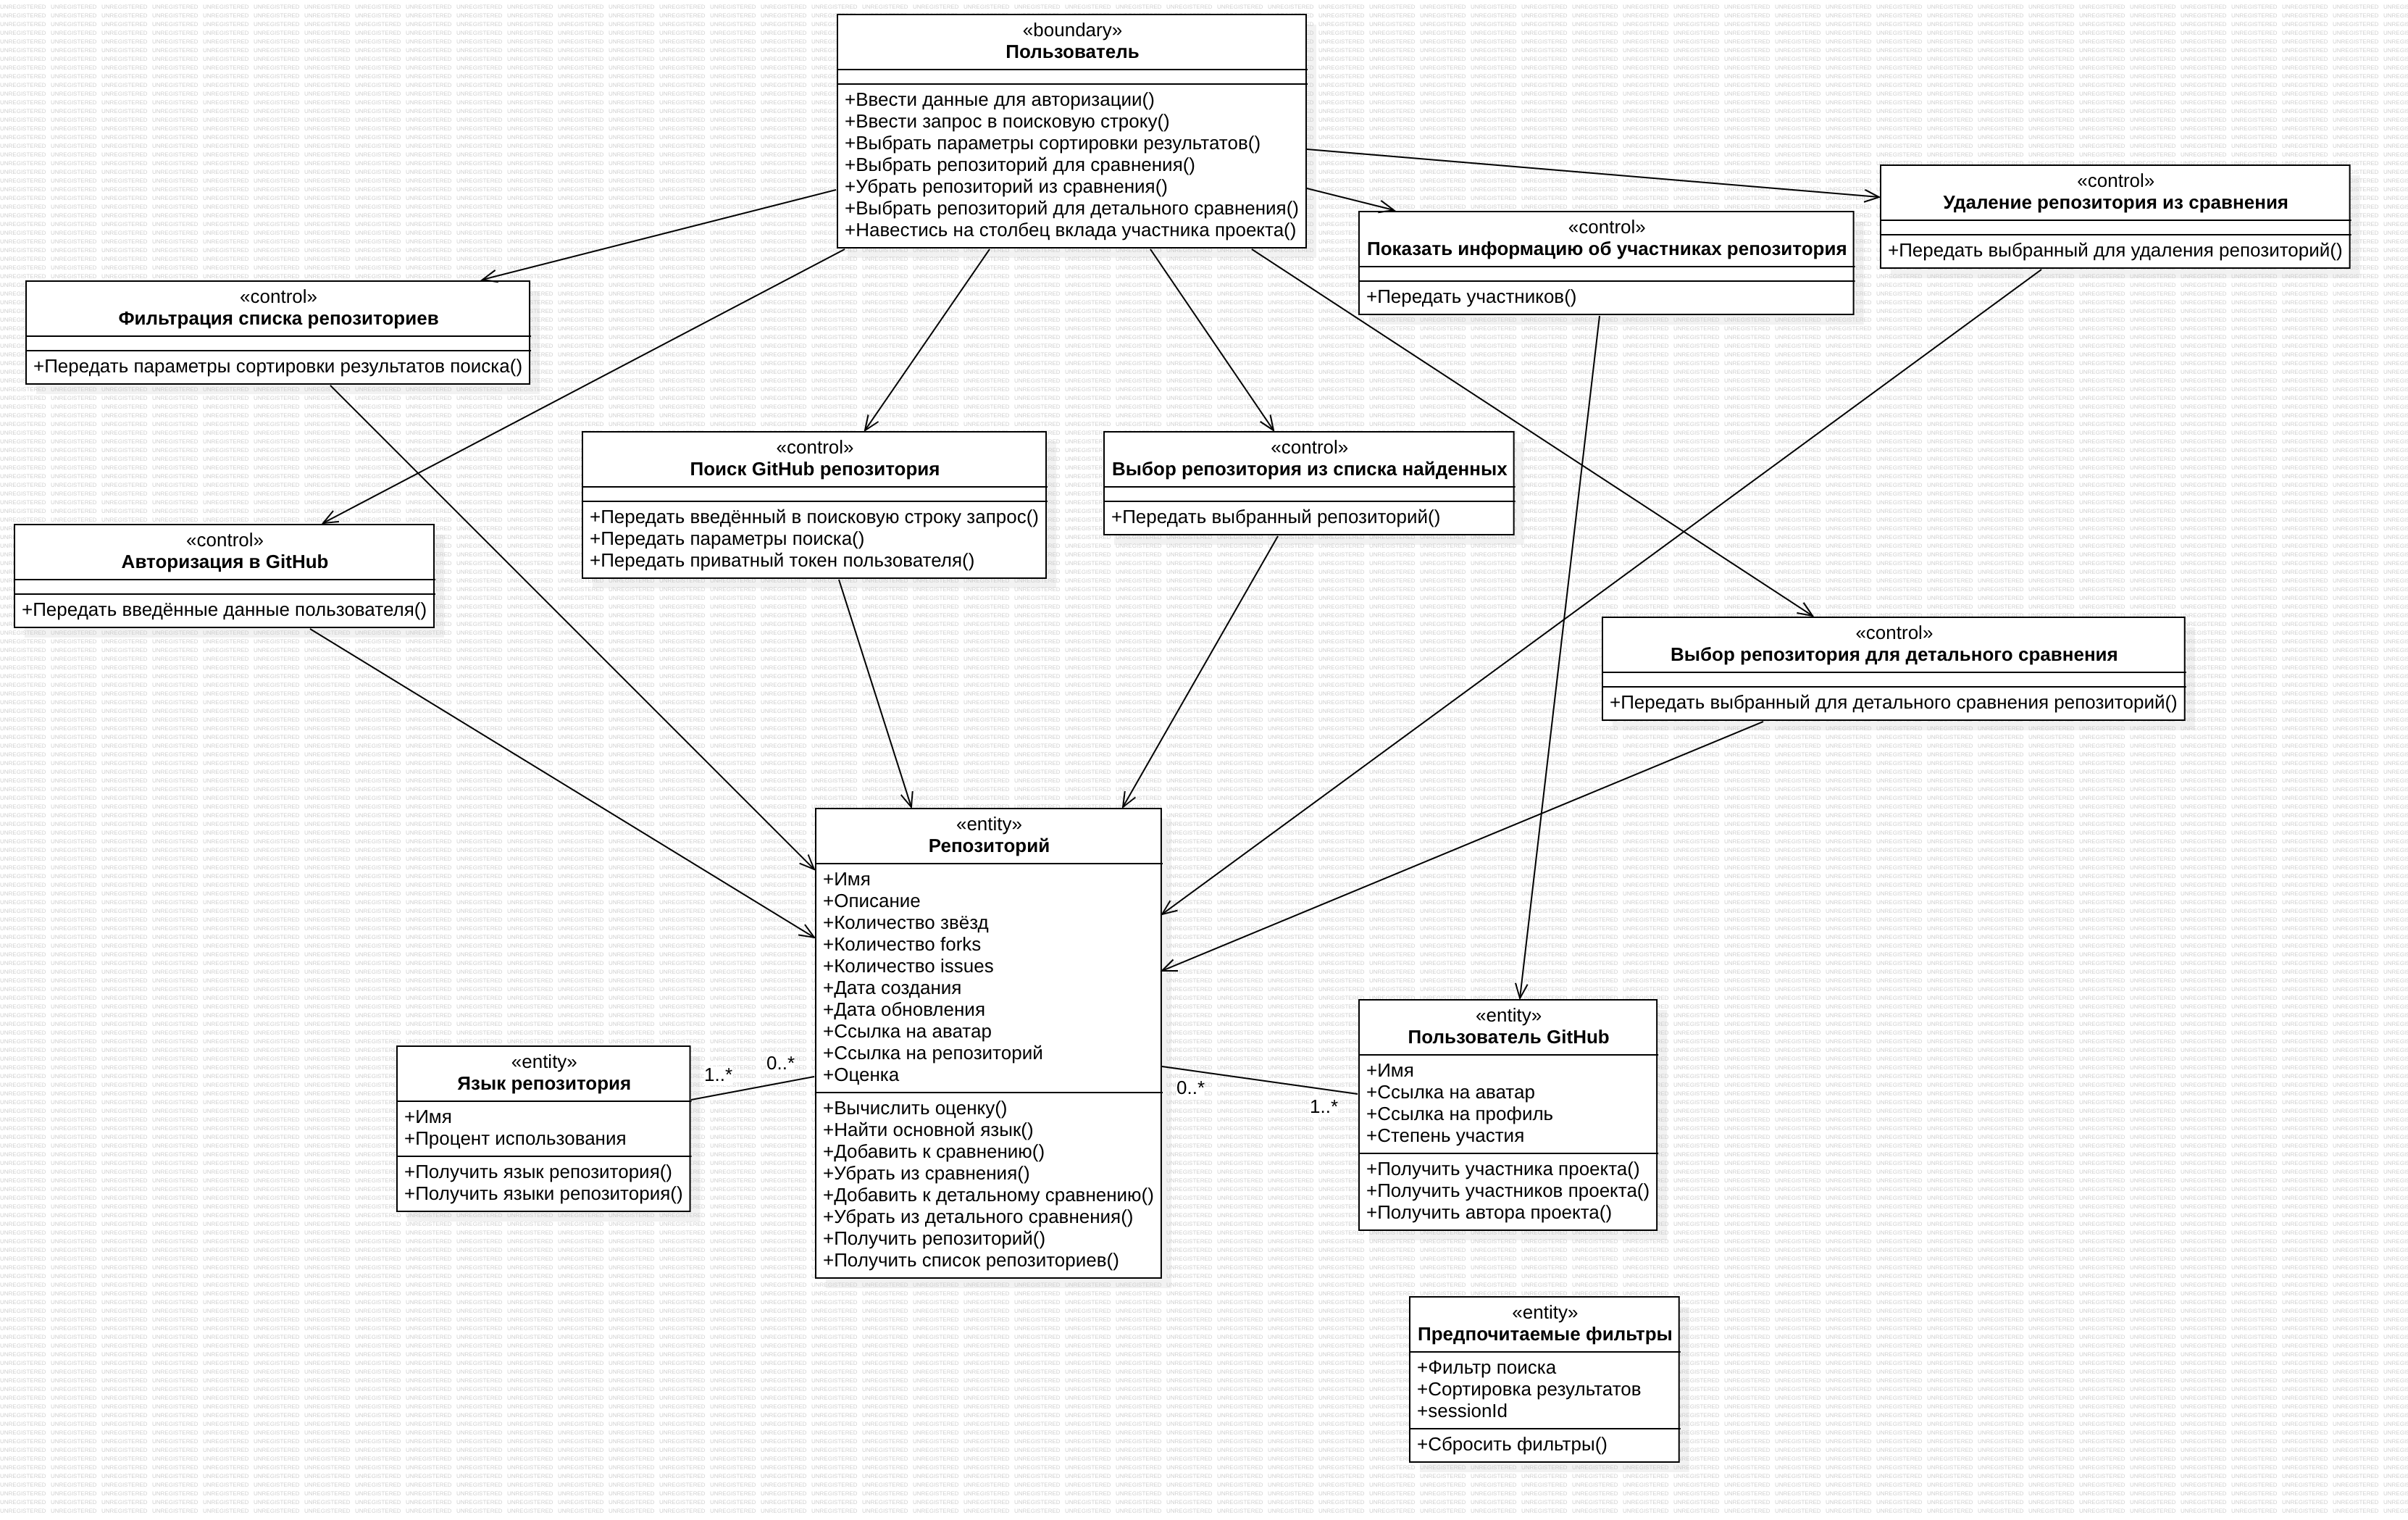 «boundary»
Пользователь
+Ввести данные для авторизации()
+Ввести запрос в поисковую строку()
+Выбрать параметры сортировки результатов()
+Выбрать репозиторий для сравнения()
+Убрать репозиторий из сравнения()
+Выбрать репозиторий для детального сравнения()
+Навестись на столбец вклада участника проекта()
«control»
Удаление репозитория из сравнения
+Передать выбранный для удаления репозиторий()
«control»
Показать информацию об участниках репозитория
+Передать участников()
«control»
Фильтрация списка репозиториев
+Передать параметры сортировки результатов поиска()
«control»
Поиск GitHub репозитория
+Передать введённый в поисковую строку запрос()
+Передать параметры поиска()
+Передать приватный токен пользователя()
«control»
Выбор репозитория из списка найденных
+Передать выбранный репозиторий()
«control»
Авторизация в GitHub
+Передать введённые данные пользователя()
«control»
Выбор репозитория для детального сравнения
+Передать выбранный для детального сравнения репозиторий()
«entity»
Репозиторий
+Имя
+Описание
+Количество звёзд
+Количество forks
+Количество issues
+Дата создания
+Дата обновления
+Ссылка на аватар
+Ссылка на репозиторий
+Оценка
+Вычислить оценку()
+Найти основной язык()
+Добавить к сравнению()
+Убрать из сравнения()
+Добавить к детальному сравнению()
+Убрать из детального сравнения()
+Получить репозиторий()
+Получить список репозиториев()
«entity»
Язык репозитория
+Имя
+Процент использования
+Получить язык репозитория()
+Получить языки репозитория()
1..*
0..*
0..*
1..*
«entity»
Пользователь GitHub
+Имя
+Ссылка на аватар
+Ссылка на профиль
+Степень участия
+Получить участника проекта()
+Получить участников проекта()
+Получить автора проекта()
«entity»
Предпочитаемые фильтры
+Фильтр поиска
+Сортировка результатов
+sessionId
+Сбросить фильтры()
UNREGISTERED